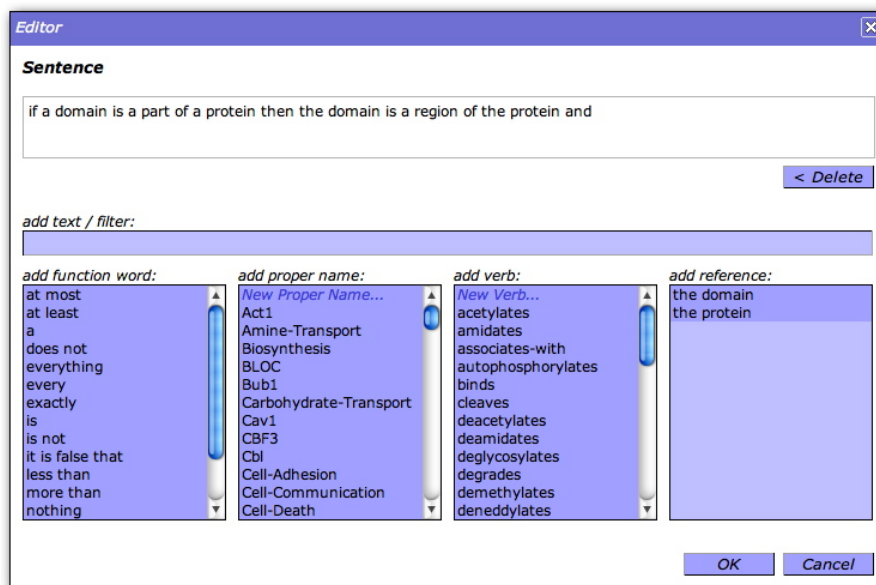 Editor
Sentence
if a domain is a part of a protein then the domain is a region of the protein and
< Delete
add text / filter:
add function word:
at most
at least
a
does not
everything
every
exactly
is
is not
it is false that
less than
more than
nothing
add proper name:
New Proper Name...
Act1
Amine-Transport
Biosynthesis
BLOC
Bub1
Carbohydrate-Transport
Cav1
CBF3
Cbl
Cell-Adhesion
Cell-Communication
Cell-Death
add verb:
New Verb...
acetylates
amidates
associates-with
autophosphorylates
binds
cleaves
deacetylates
deamidates
deglycosylates
degrades
demethylates
deneddylates
add reference:
the domain
the protein
OK
Cancel